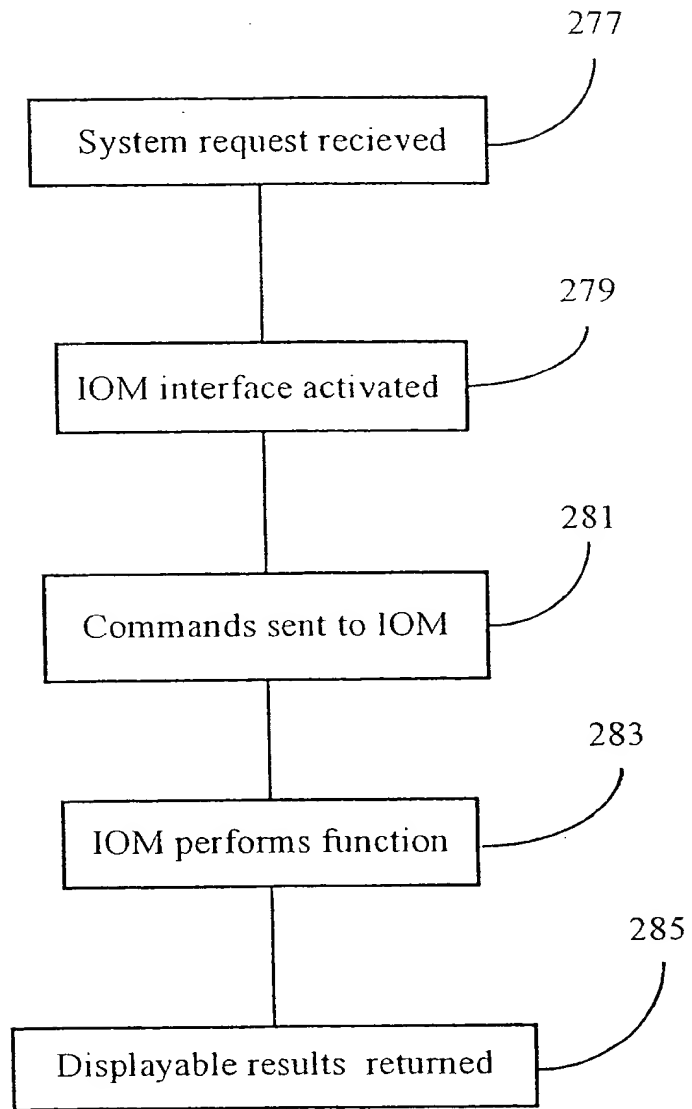 277
System request recieved
279
IOM interface activated
281
Commands sent to IOM
283
IOM performs function
285
Displayable results returned